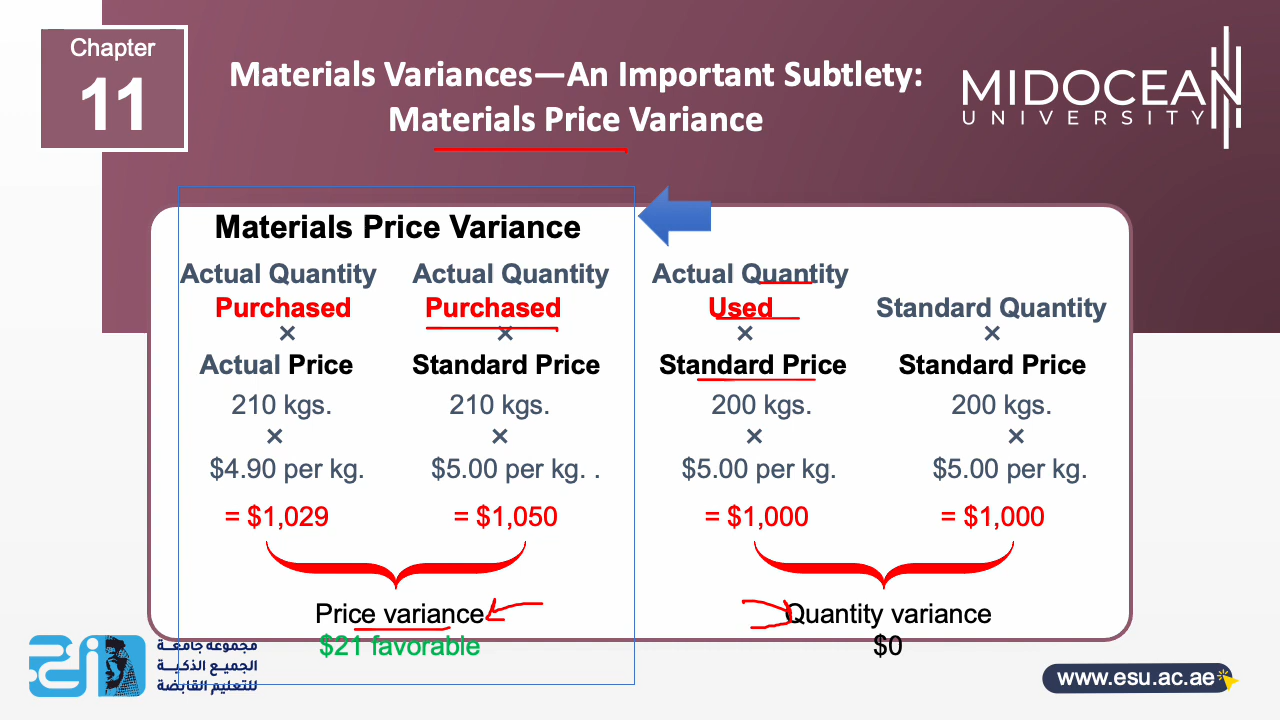 Chapter
11
Materials Variances—An Important Subtlety:
Materials Price Variance
MIDOCEAN
UNIVERSITY
Materials Price Variance
Actual Quantity
Purchased
×
Actual Price
210 kgs.
×
$4.90 per kg.
= $1,029
Actual Quantity
Purchased
×
Standard Price
210 kgs.
×
$5.00 per kg. .
= $1,050
Actual Quantity
Used
×
Standard Price
200 kgs.
×
$5.00 per kg.
= $1,000
Standard Quantity
×
Standard Price
200 kgs.
×
$5.00 per kg.
= $1,000
Price variance
$21 favorable
Quantity variance
$0
مجموعه جامعة
الجميع الذكية
للتعليم القابضة
www.esu.ac.ae